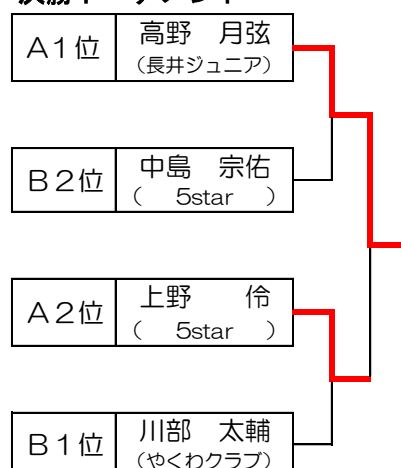 A1位 高野 月弦
(長井ジュニア)
B2位 中島 宗佑
( 5star )
A2位 上野 伶
( 5star )
B1位 川部 太輔
(やくわクラブ)